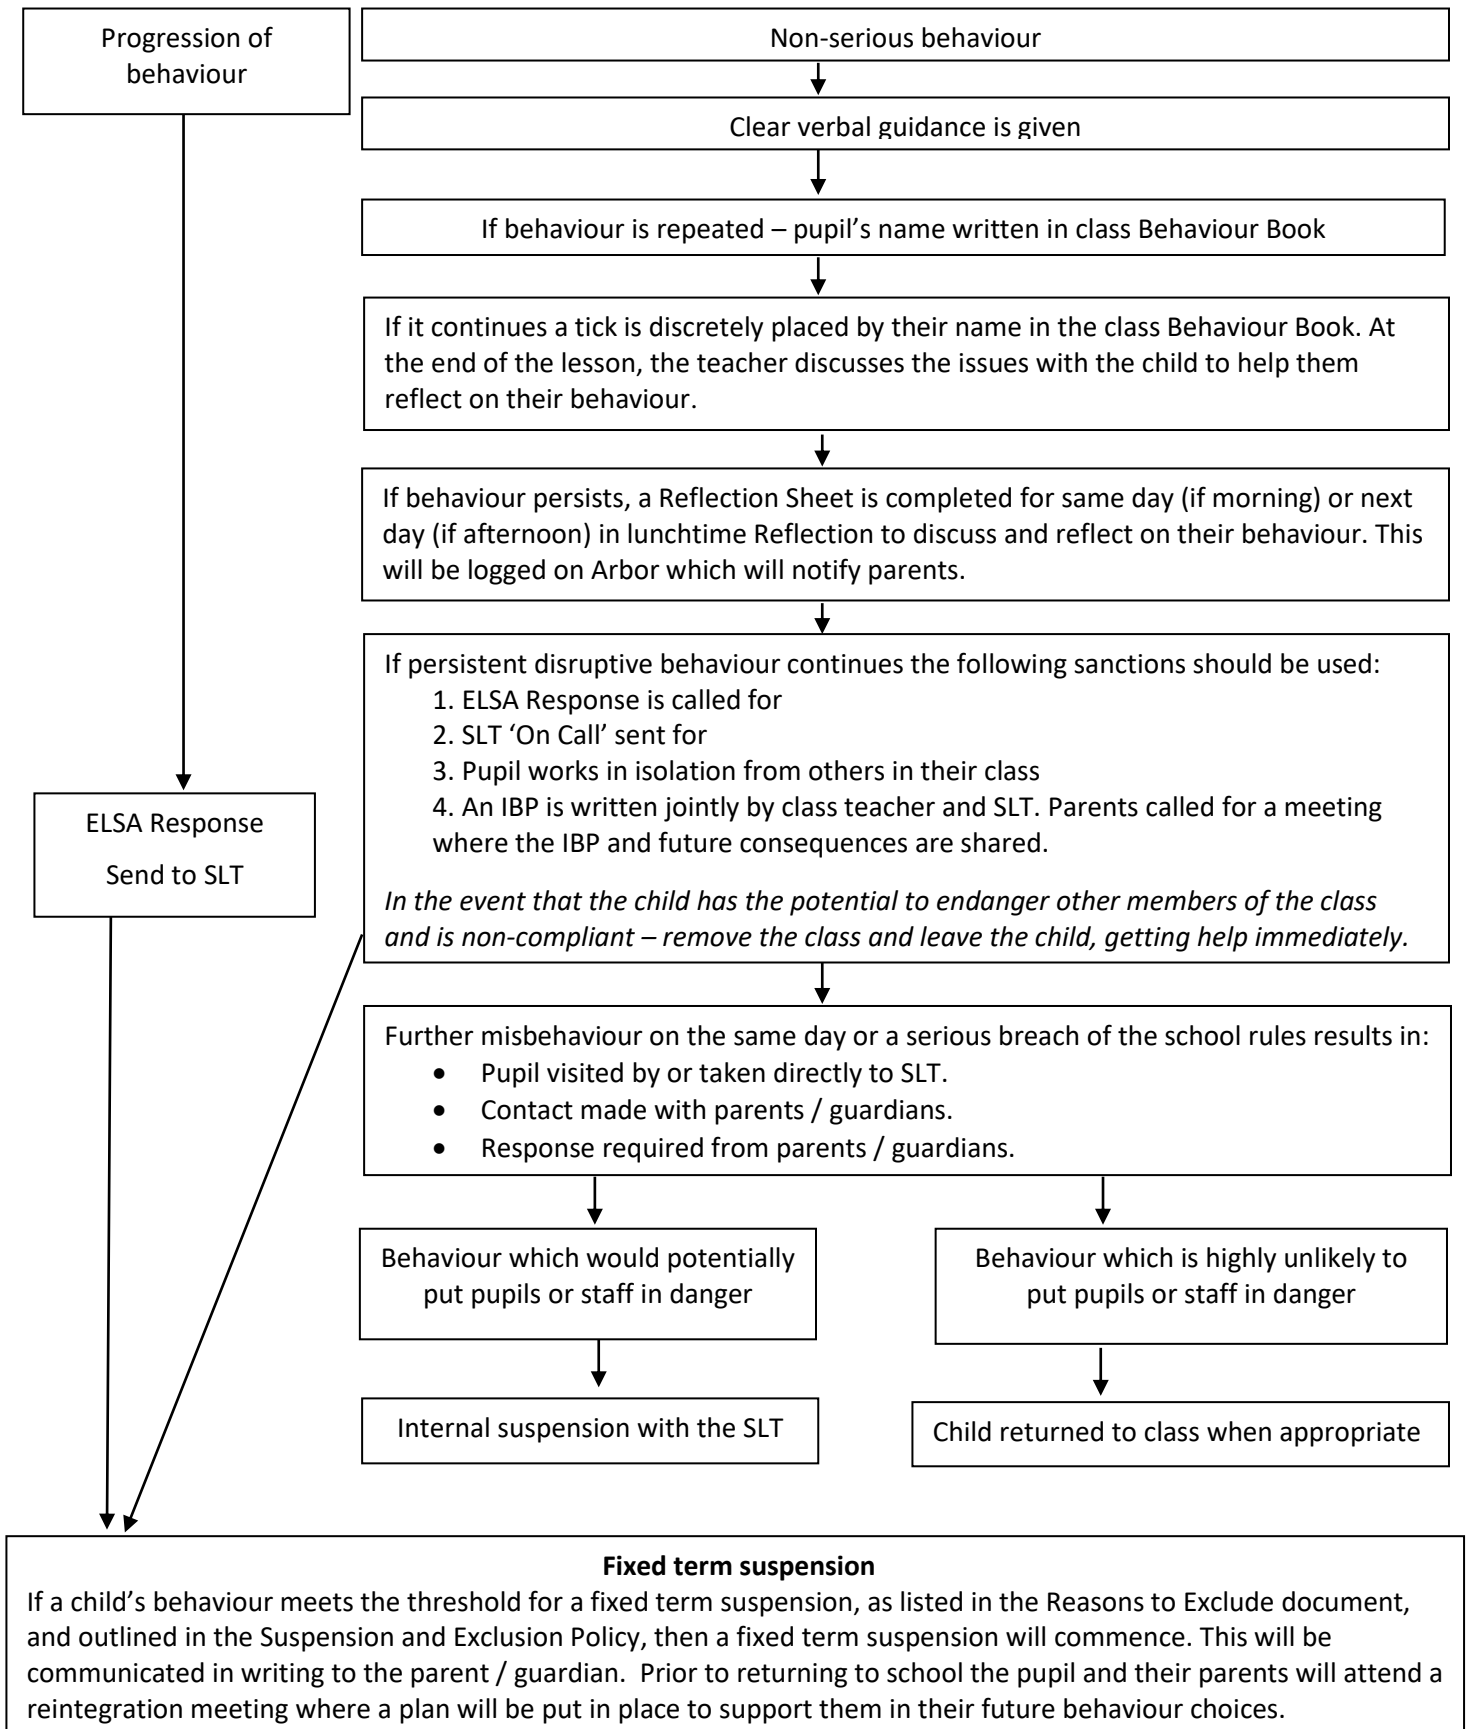 Progression of
behaviour
Non-serious behaviour
Clear verbal guidance is given
If behaviour is repeated – pupil’s name written in class Behaviour Book
If it continues a tick is discretely placed by their name in the class Behaviour Book. At
the end of the lesson, the teacher discusses the issues with the child to help them
reflect on their behaviour.
If behaviour persists, a Reflection Sheet is completed for same day (if morning) or next
day (if afternoon) in lunchtime Reflection to discuss and reflect on their behaviour. This
will be logged on Arbor which will notify parents.
If persistent disruptive behaviour continues the following sanctions should be used:
1. ELSA Response is called for
2. SLT ‘On Call’ sent for
3. Pupil works in isolation from others in their class
4. An IBP is written jointly by class teacher and SLT. Parents called for a meeting
where the IBP and future consequences are shared.
In the event that the child has the potential to endanger other members of the class
and is non-compliant – remove the class and leave the child, getting help immediately.
ELSA Response
Send to SLT
Further misbehaviour on the same day or a serious breach of the school rules results in:
• Pupil visited by or taken directly to SLT.
• Contact made with parents / guardians.
• Response required from parents / guardians.
Behaviour which would potentially
put pupils or staff in danger
Behaviour which is highly unlikely to
put pupils or staff in danger
Internal suspension with the SLT
Child returned to class when appropriate
Fixed term suspension
If a child’s behaviour meets the threshold for a fixed term suspension, as listed in the Reasons to Exclude document,
and outlined in the Suspension and Exclusion Policy, then a fixed term suspension will commence. This will be
communicated in writing to the parent / guardian.  Prior to returning to school the pupil and their parents will attend a
reintegration meeting where a plan will be put in place to support them in their future behaviour choices.